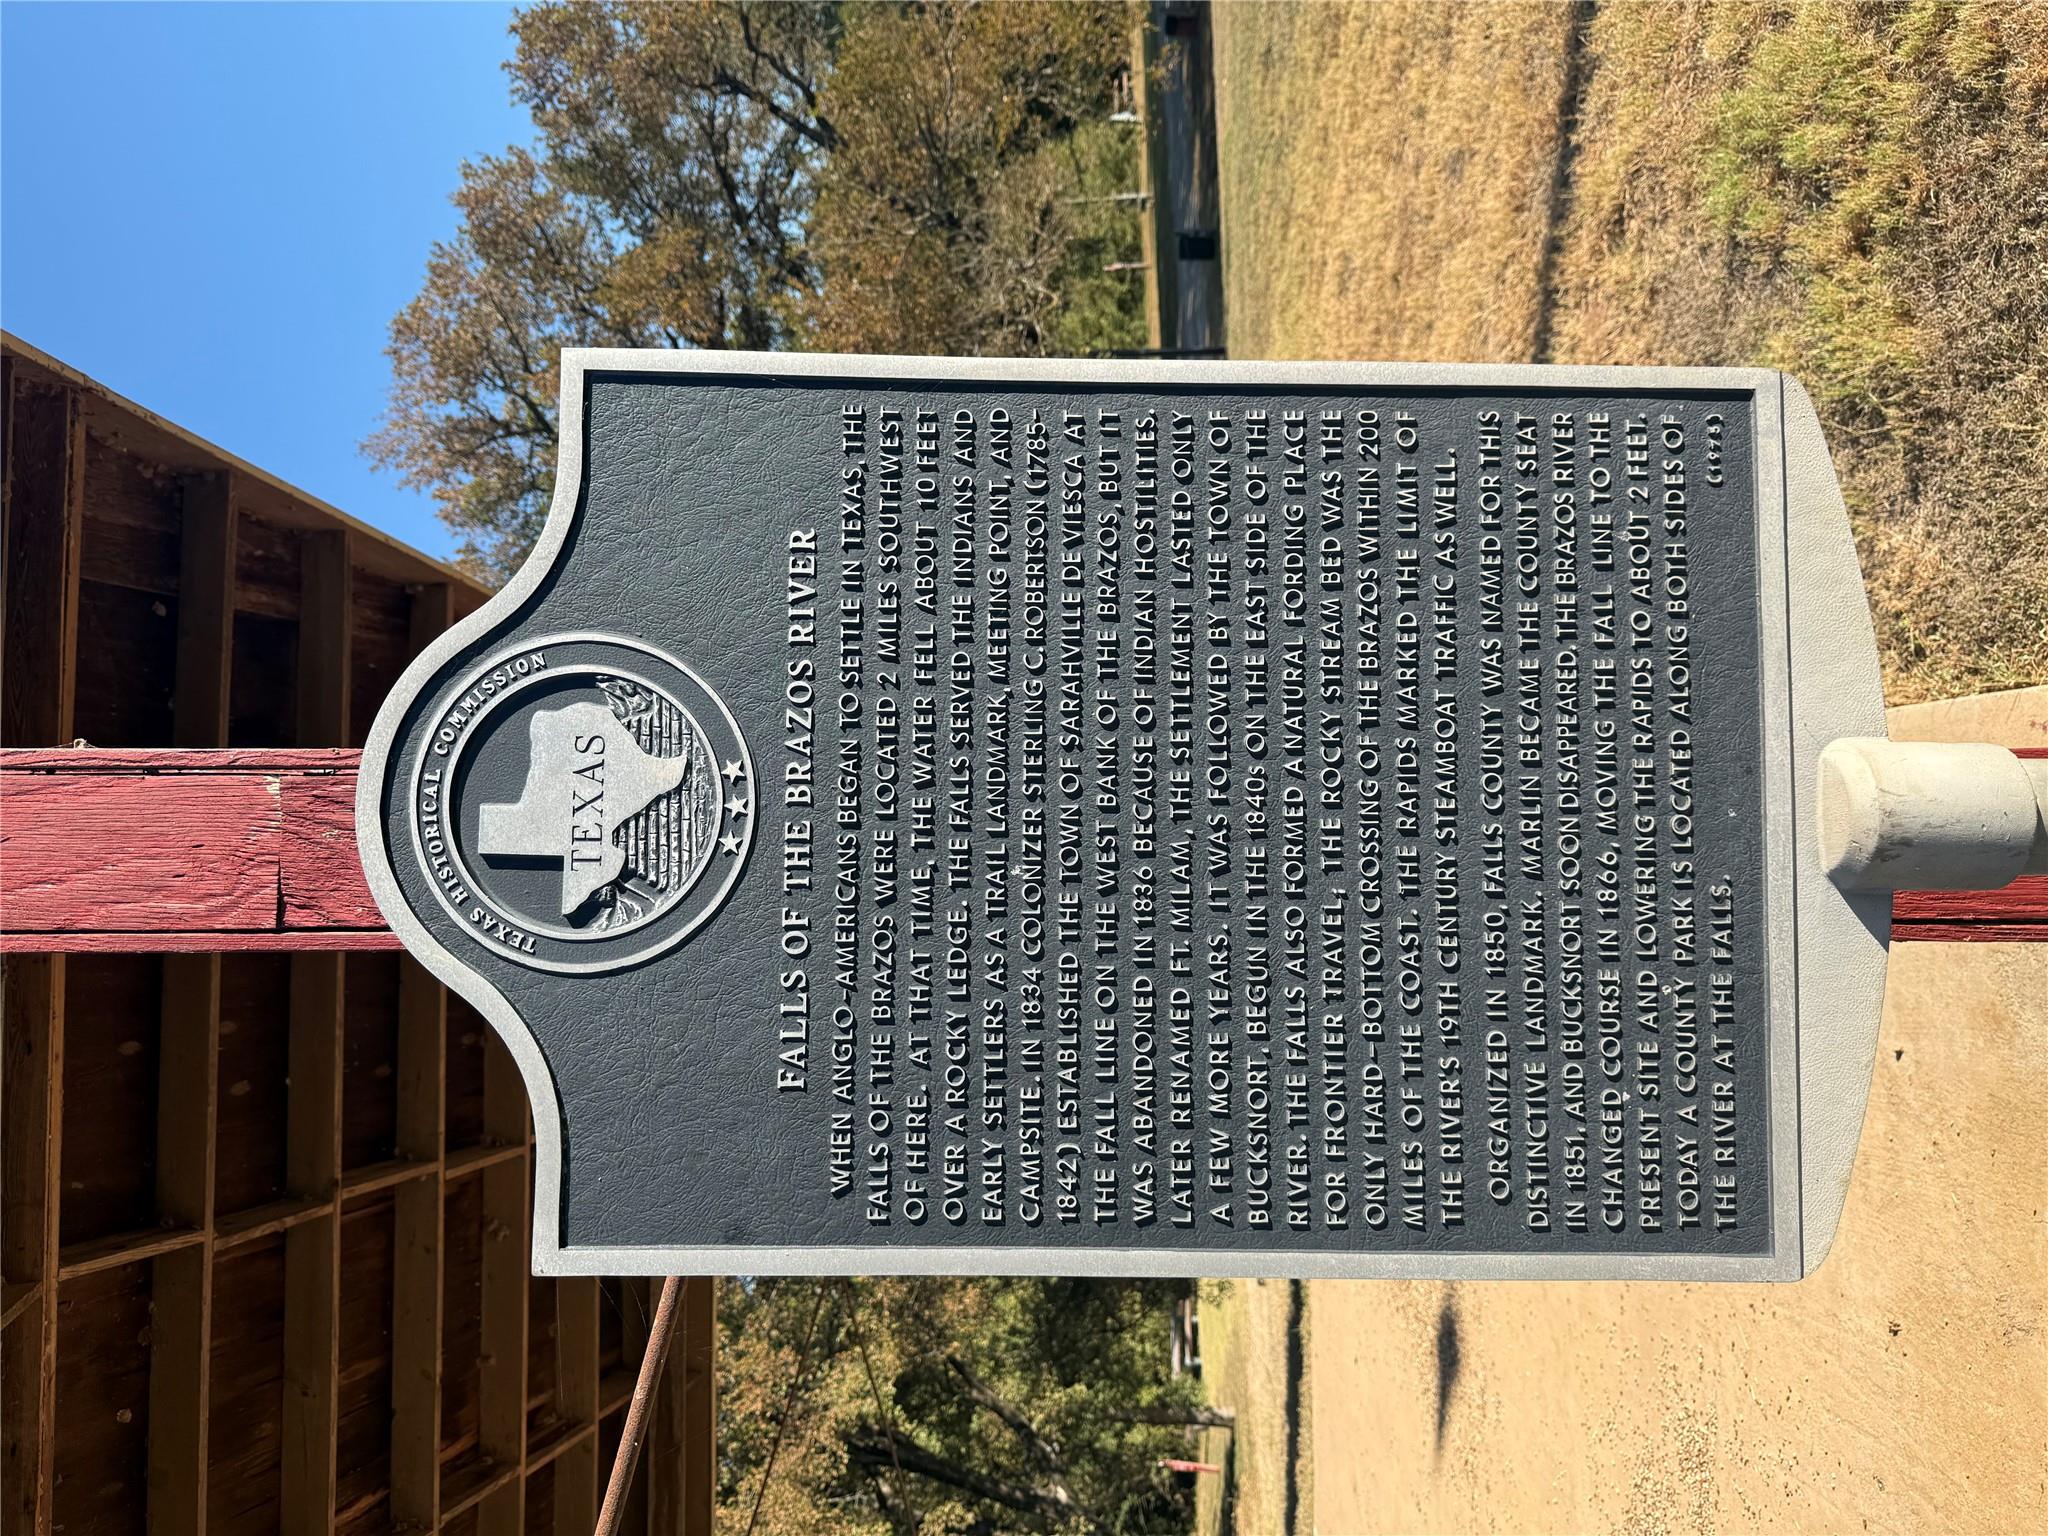 TEXAS HISTORICAL COMMISSION
TEXAS
FALLS OF THE BRAZOS RIVER
WHEN ANGLO-AMERICANS BEGAN TO SETTLE IN TEXAS THE
FALLS OF THE BRAZOS WERE LOCATED 2 MILES SOUTHWEST
OF HERE. AT THAT TIME, THE WATER FELL ABOUT 10 FEET
OVER A ROCKY LEDGE. THE FALLS SERVED THE INDIANS AND
EARLY SETTLERS AS A TRAIL LANDMARK, MEETING POINT, AND
CAMPSITE. IN 1834 COLONIZER STERLING C. ROBERTSON (1785-
1842) ESTABLISHED THE TOWN OF SARAHVILLE DE VIESCA AT
THE FALL LINE ON THE WEST BANK OF THE BRAZOS, BUT IT
WAS ABANDONED IN 1836 BECAUSE OF INDIAN HOSTILITIES.
LATER RENAMED FT. MILAM, THE SETTLEMENT LASTED ONLY
A FEW MORE YEARS. IT WAS FOLLOWED BY THE TOWN OF
BUCKSNORT, BEGUN IN THE 1840s ON THE EAST SIDE OF THE
RIVER. THE FALLS ALSO FORMED A NATURAL FORDING PLACE
FOR FRONTIER TRAVEL; THE ROCKY STREAM BED WAS THE
ONLY HARD-BOTTOM CROSSING OF THE BRAZOS WITHIN 200
MILES OF THE COAST. THE RAPIDS MARKED THE LIMIT OF
THE RIVER'S 19TH CENTURY STEAMBOAT TRAFFIC AS WELL.
ORGANIZED IN 1850, FALLS COUNTY WAS NAMED FOR THIS
DISTINCTIVE LANDMARK. MARLIN BECAME THE COUNTY SEAT
IN 1851, AND BUCKSNORT SOON DISAPPEARED. THE BRAZOS RIVER
CHANGED COURSE IN 1866, MOVING THE FALL LINE TO THE
PRESENT SITE AND LOWERING THE RAPIDS TO ABOUT 2 FEET.
TODAY A COUNTY PARK IS LOCATED ALONG BOTH SIDES OF
THE RIVER AT THE FALLS. (1973)